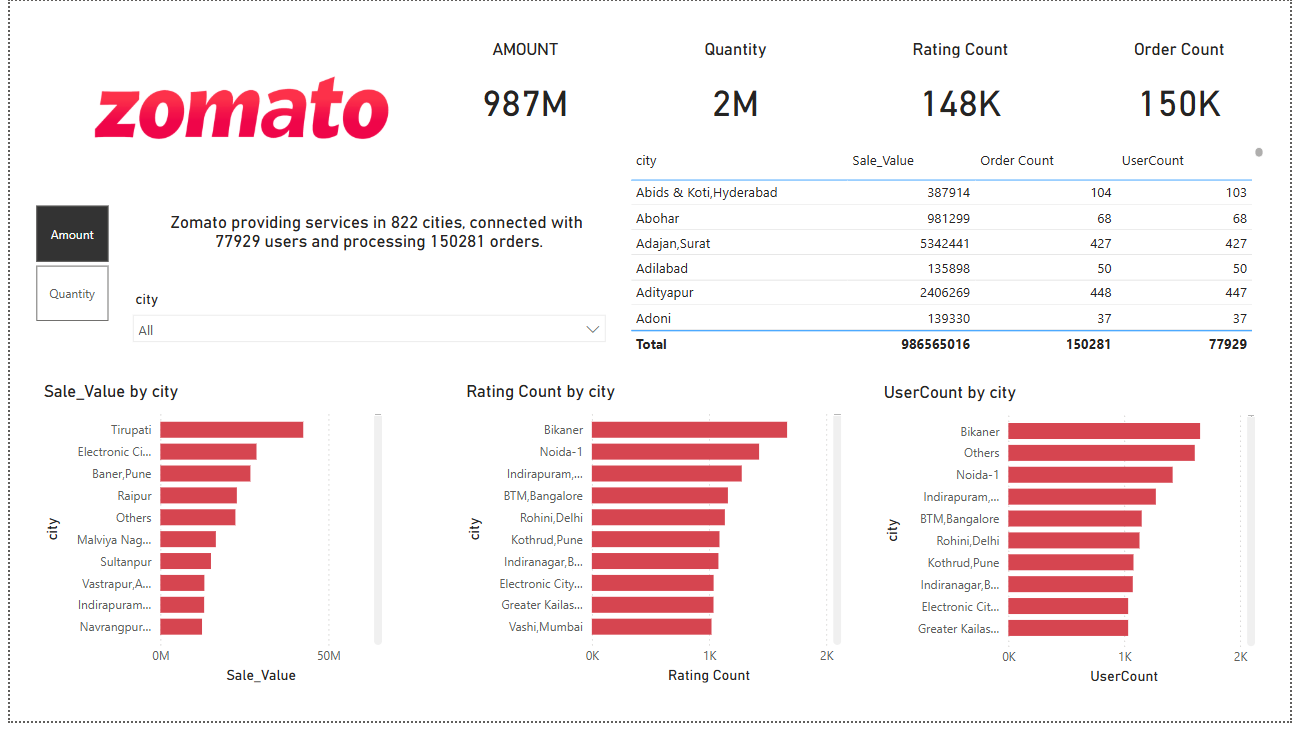 zomato
AMOUNT
987M
Quantity
2M
Rating Count
148K
Order Count
150K
Amount
Quantity
Zomato providing services in 822 cities, connected with
77929 users and processing 150281 orders.
city
All
city Sale_Value Order Count UserCount
Abids & Koti,Hyderabad 387914 104 103
Abohar 981299 68 68
Adajan,Surat 5342441 427 427
Adilabad 135898 50 50
Adityapur 2406269 448 447
Adoni 139330 37 37
Total 986565016 150281 77929
Sale_Value by city
city
Tirupati
Electronic Ci...
Baner,Pune
Raipur
Others
Malviya Nag...
Sultanpur
Vastrapur,A...
Indirapuram...
Navrangpur...
0M 50M
Sale_Value
Rating Count by city
city
Bikaner
Noida-1
Indirapuram,...
BTM,Bangalore
Rohini,Delhi
Kothrud,Pune
Indiranagar,B...
Electronic City...
Greater Kailas...
Vashi,Mumbai
0K 1K 2K
Rating Count
UserCount by city
city
Bikaner
Others
Noida-1
Indirapuram,...
BTM,Bangalore
Rohini,Delhi
Kothrud,Pune
Indiranagar,B...
Electronic Cit...
Greater Kailas...
0K 1K 2K
UserCount